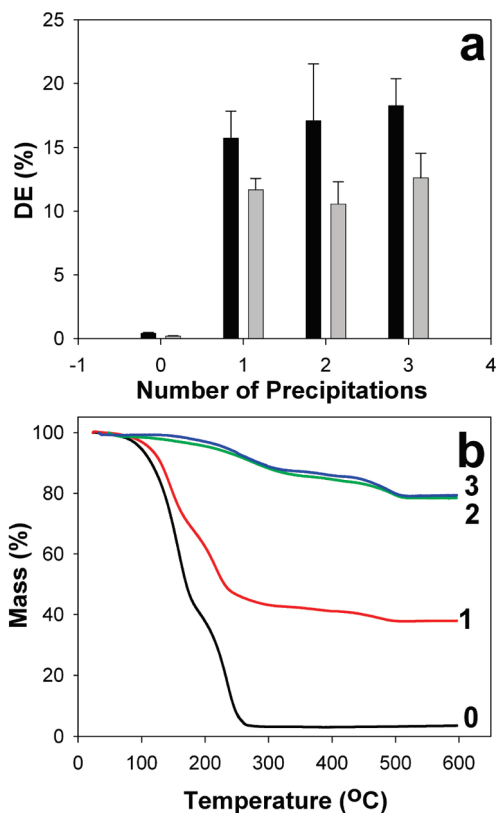 a
25
20
15
10
5
0
DE (%)
-1 0 1 2 3 4
Number of Precipitations
b
100
80
60
40
20
0
Mass (%)
3
2
1
0
0 100 200 300 400 500 600
Temperature (ºC)